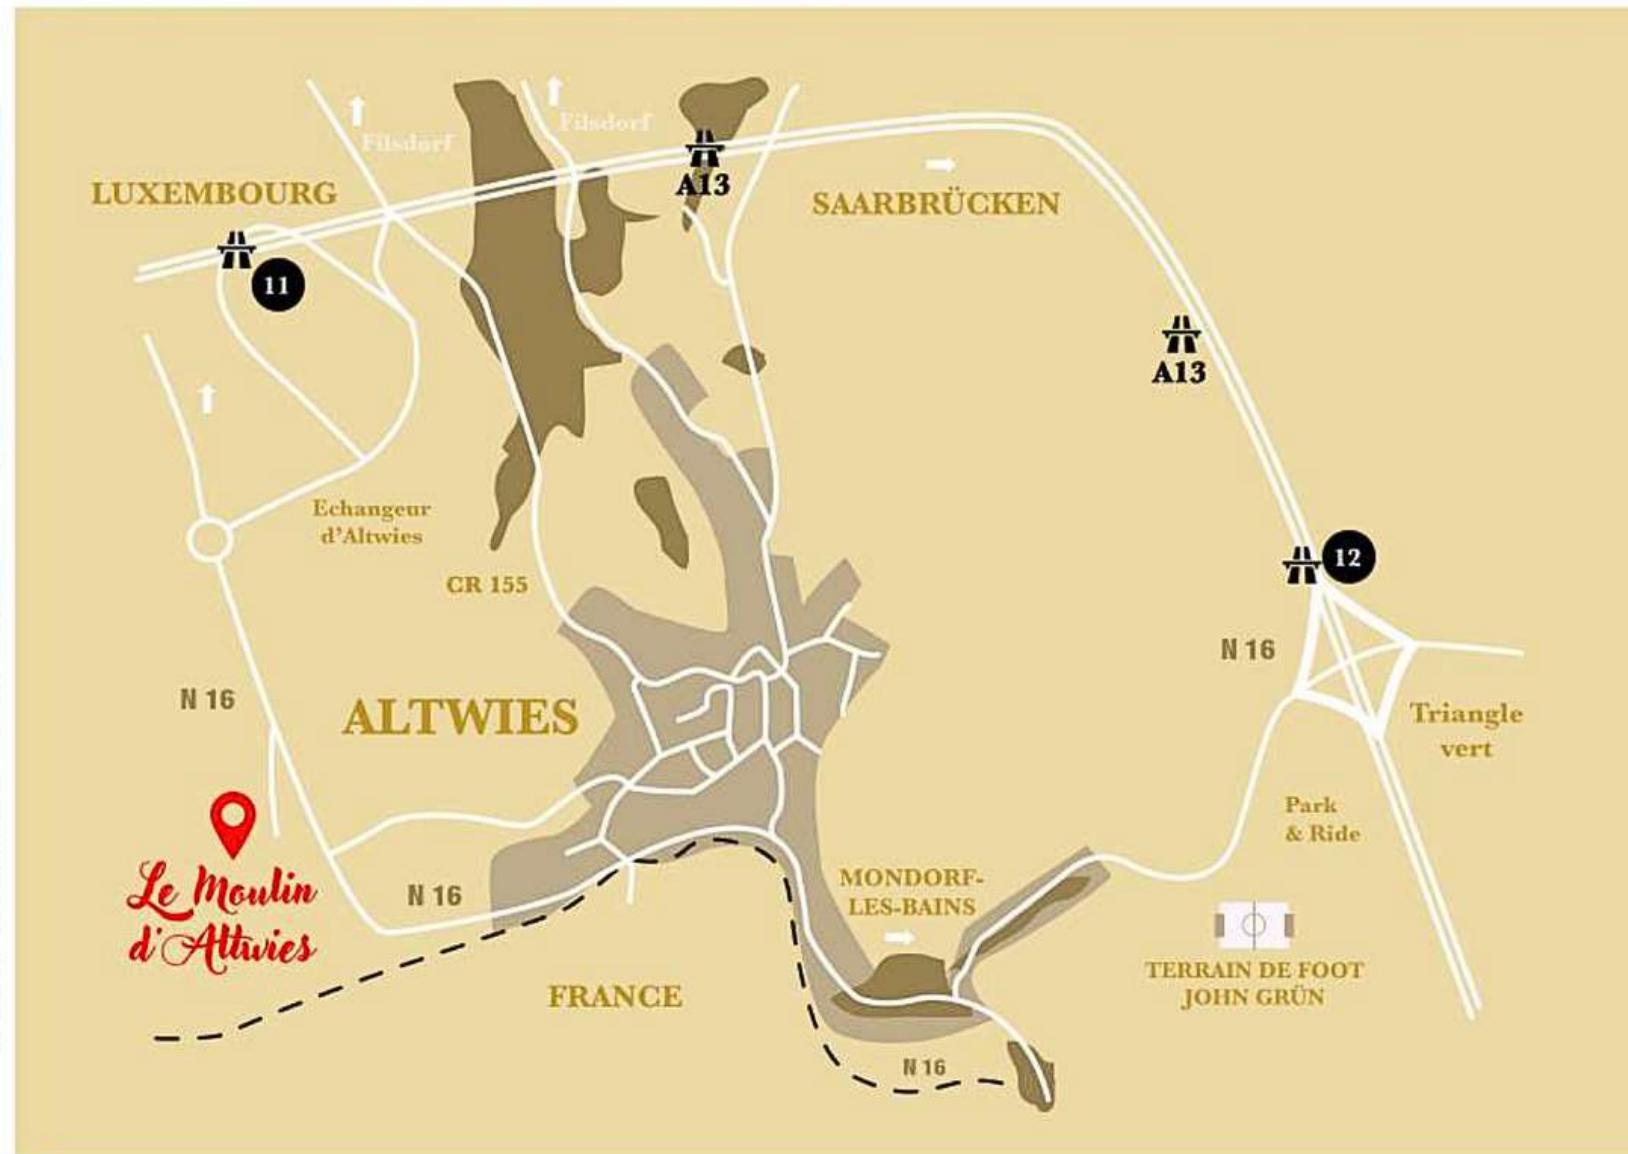 Filsdorf
Filsdorf
LUXEMBOURG
A13
SAARBRÜCKEN
11
A13
Echangeur
d'Altwies
CR 155
12
N 16
N 16
ALTWIES
Triangle
vert
Park
& Ride
Le Moulin
d'Altwies
N 16
MONDORF-
LES-BAINS
FRANCE
TERRAIN DE FOOT
JOHN GRÜN
N 16